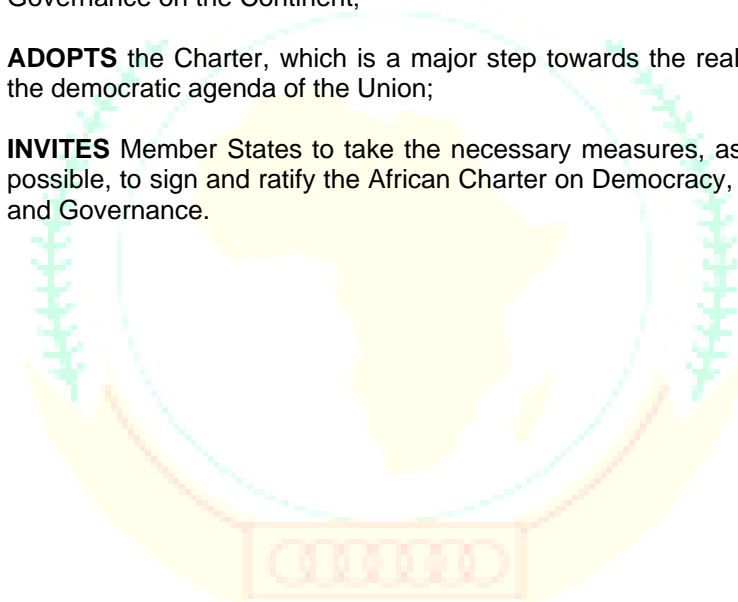 Governance on the Continent;
ADOPTS the Charter, which is a major step towards the real
the democratic agenda of the Union;
INVITES Member States to take the necessary measures, as
possible, to sign and ratify the African Charter on Democracy,
and Governance.